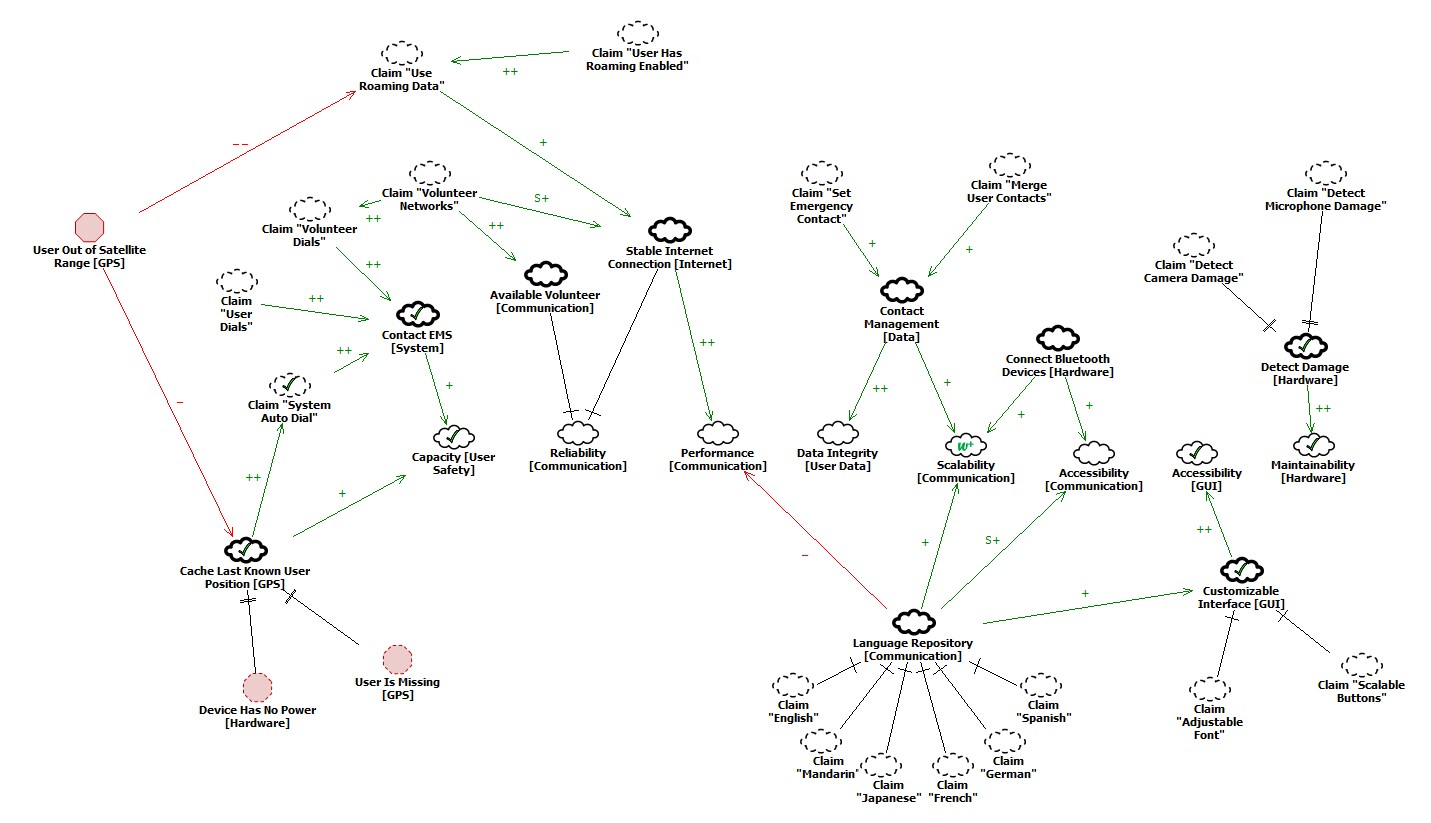 Claim "Use
Roaming Data"
Claim "User Has
Roaming Enabled"
++
--
+
Claim "Volunteer
Networks"
S+
++
++
Claim "Volunteer
Dials"
++
User Out of Satellite
Range [GPS]
Stable Internet
Connection [Internet]
Available Volunteer
[Communication]
Claim
"User
Dials"
++
Contact EMS
[System]
++
Claim "System
Auto Dial"
+
-
++
Capacity [User
Safety]
+
++
Reliability
[Communication]
Performance
[Communication]
Claim "Set
Emergency
Contact"
Claim "Merge
User Contacts"
+
+
Contact
Management
[Data]
Connect Bluetooth
Devices [Hardware]
++
+
+
+
Data Integrity
[User Data]
w+
Scalability
[Communication]
Accessibility
[Communication]
Claim "Detect
Microphone Damage"
Claim "Detect
Camera Damage"
Detect Damage
[Hardware]
++
Accessibility
[GUI]
Maintainability
[Hardware]
++
Cache Last Known User
Position [GPS]
Device Has No Power
[Hardware]
User Is Missing
[GPS]
-
+
S+
+
Customizable
Interface [GUI]
Language Repository
[Communication]
Claim
"English"
Claim
"Mandarin"
Claim
"Japanese"
Claim
"French"
Claim
"German"
Claim
"Spanish"
Claim
"Adjustable
Font"
Claim "Scalable
Buttons"